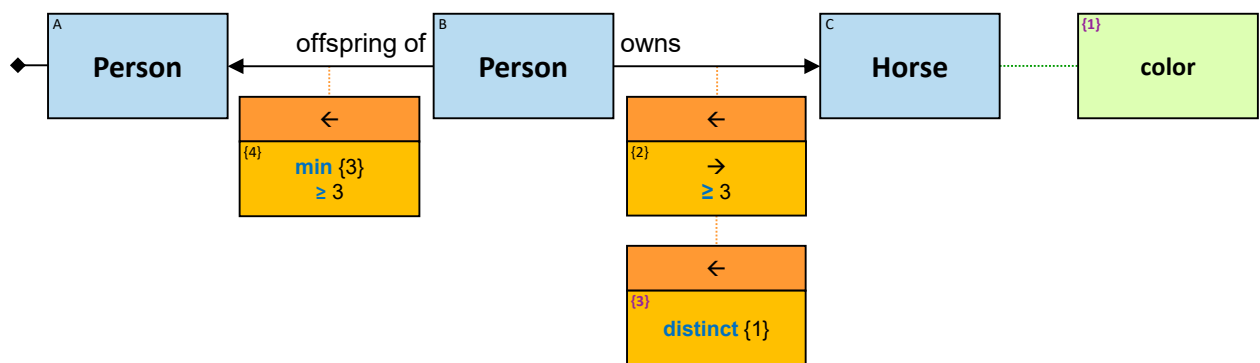 A
Person
offspring of
B
Person
owns
C
Horse
{1}
color
←
{4}
min {3}
≥ 3
←
{2}
→
≥ 3
←
{3}
distinct {1}